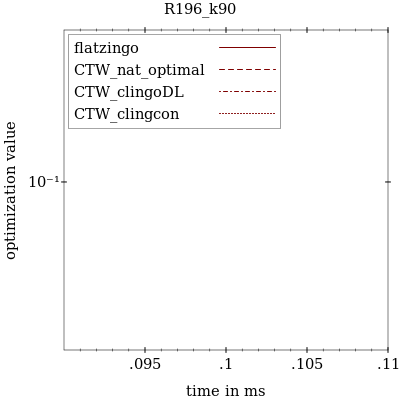 R196_k90
flatzingo
CTW_nat_optimal
CTW_clingoDL
CTW_clingcon
optimization value
10⁻¹
.095 .1 .105 .11
time in ms